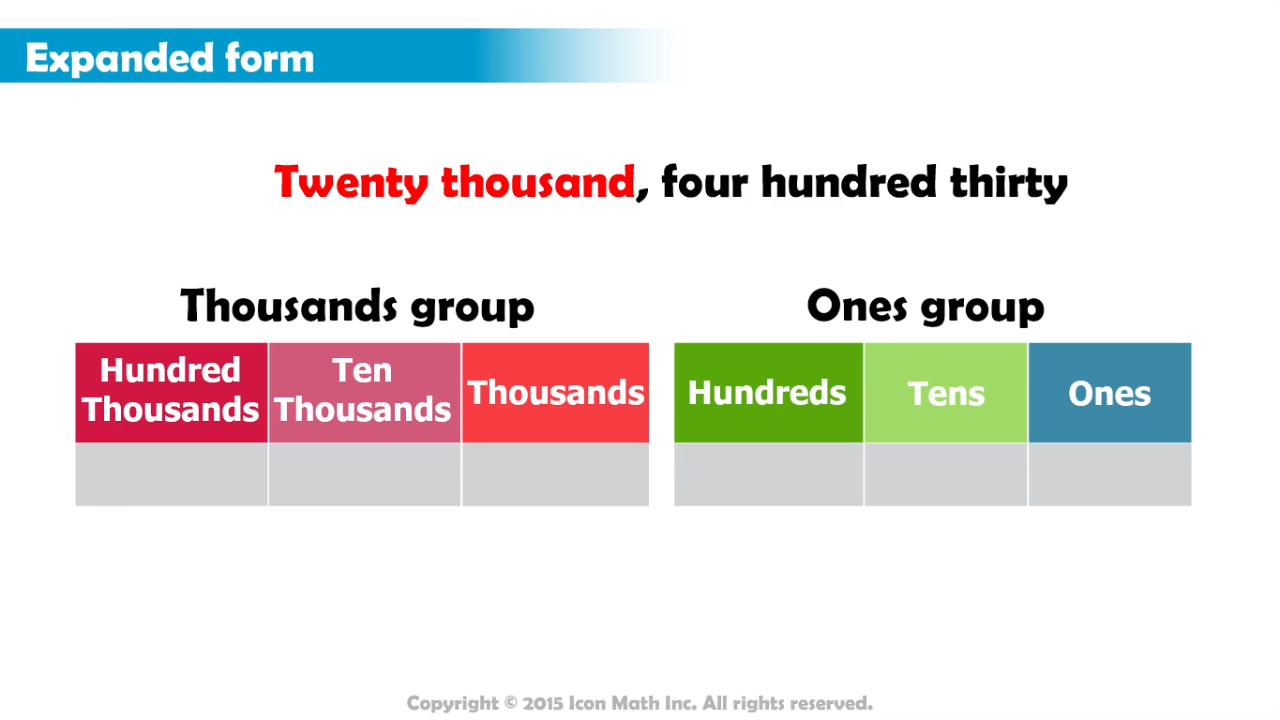 Expanded form
Twenty thousand, four hundred thirty
Thousands group
Ones group
Hundred Thousands
Ten Thousands
Thousands
Hundreds
Tens
Ones
Copyright © 2015 Icon Math Inc. All rights reserved.